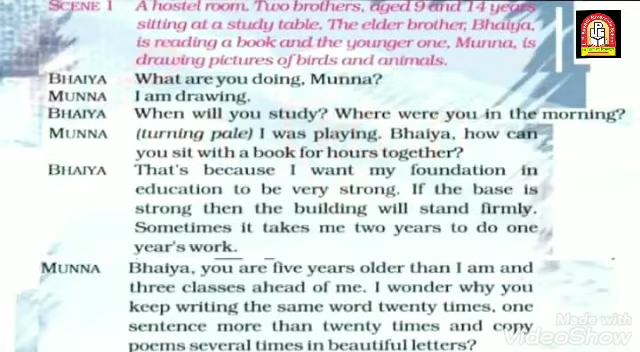 SCENE 1 A hostel room. Two brothers, aged 9 and 14 years
sitting at a study table. The elder brother, Bhaiya,
is reading a book and the younger one, Munna, is
drawing pictures of birds and animals.
BHAIYA What are you doing, Munna?
MUNNA I am drawing.
BHAIYA When will you study? Where were you in the morning?
MUNNA (turning pale) I was playing. Bhaiya, how can
you sit with a book for hours together?
BHAIYA That's because I want my foundation in
education to be very strong. If the base is
strong then the building will stand firmly.
Sometimes it takes me two years to do one
year's work.
MUNNA Bhaiya, you are five years older than I am and
three classes ahead of me. I wonder why you
keep writing the same word twenty times, one
sentence more than twenty times and copy
poems several times in beautiful letters?
Made with
VideoShow